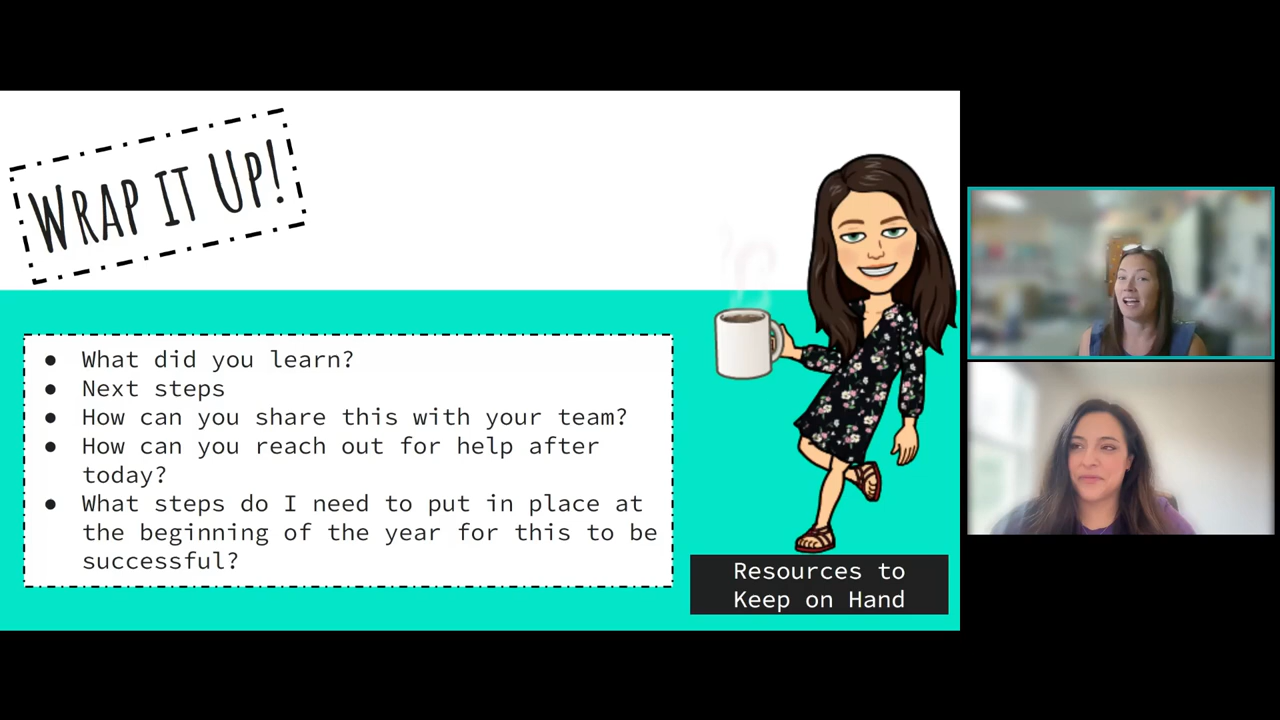 WRAP IT UP!
● What did you learn?
● Next steps
● How can you share this with your team?
● How can you reach out for help after
today?
● What steps do I need to put in place at
the beginning of the year for this to be
successful?
Resources to
Keep on Hand